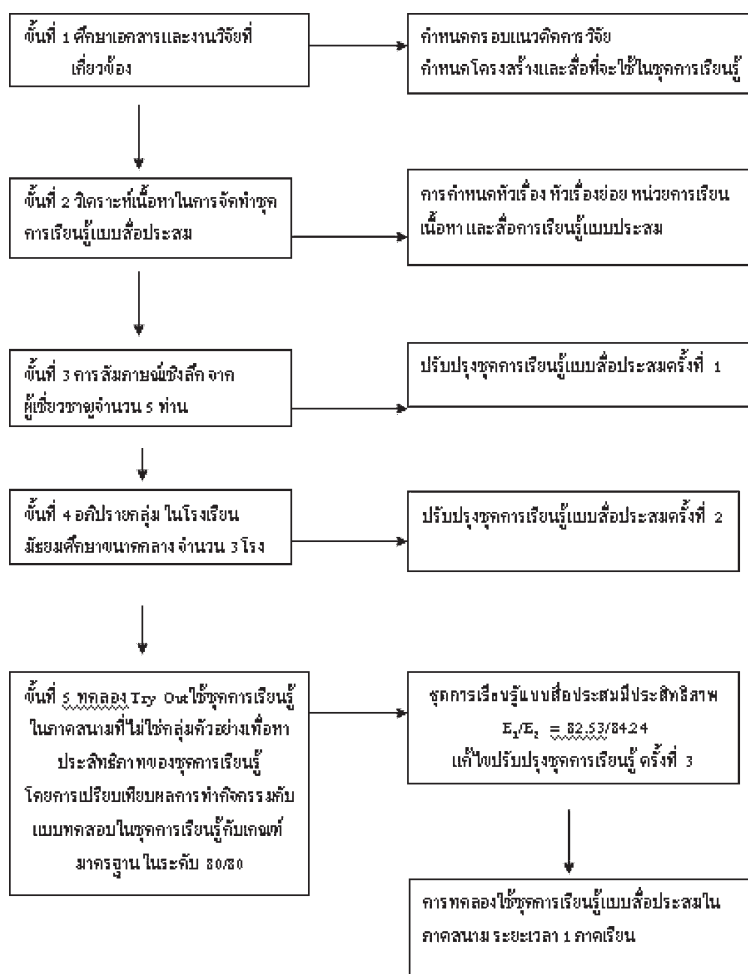 ขั้นที่ 1 ศึกษาเอกสารและงานวิจัยที่
เกี่ยวข้อง
กำหนดกรอบแนวคิดการวิจัย
กำหนดโครงสร้างและสื่อที่จะใช้ในชุดการเรียนรู้
ขั้นที่ 2 วิเคราะห์เนื้อหาในการจัดทำชุด
การเรียนรู้แบบสื่อประสม
การกำหนดหัวเรื่อง หัวเรื่องย่อย หน่วยการเรียน
เนื้อหา และสื่อการเรียนรู้แบบประสม
ขั้นที่ 3 การสัมภาษณ์เชิงลึก จาก
ผู้เชี่ยวชาญจำนวน 5 ท่าน
ปรับปรุงชุดการเรียนรู้แบบสื่อประสมครั้งที่ 1
ขั้นที่ 4 อภิปรายกลุ่ม ในโรงเรียน
มัธยมศึกษาขนาดกลาง จำนวน 3 โรง
ปรับปรุงชุดการเรียนรู้แบบสื่อประสมครั้งที่ 2
ขั้นที่ 5 ทดลอง Try Out ใช้ชุดการเรียนรู้
ในภาคสนามที่ไม่ใช่กลุ่มตัวอย่างเพื่อหา
ประสิทธิภาพของชุดการเรียนรู้
โดยการเปรียบเทียบผลการทำกิจกรรมกับ
แบบทดสอบในชุดการเรียนรู้กับเกณฑ์
มาตรฐาน ในระดับ 80/80
ชุดการเรียนรู้แบบสื่อประสมมีประสิทธิภาพ
E₁/E₂ = 82.53/84.24
แก้ไขปรับปรุงชุดการเรียนรู้ ครั้งที่ 3
การทดลองใช้ชุดการเรียนรู้แบบสื่อประสมใน
ภาคสนาม ระยะเวลา 1 ภาคเรียน